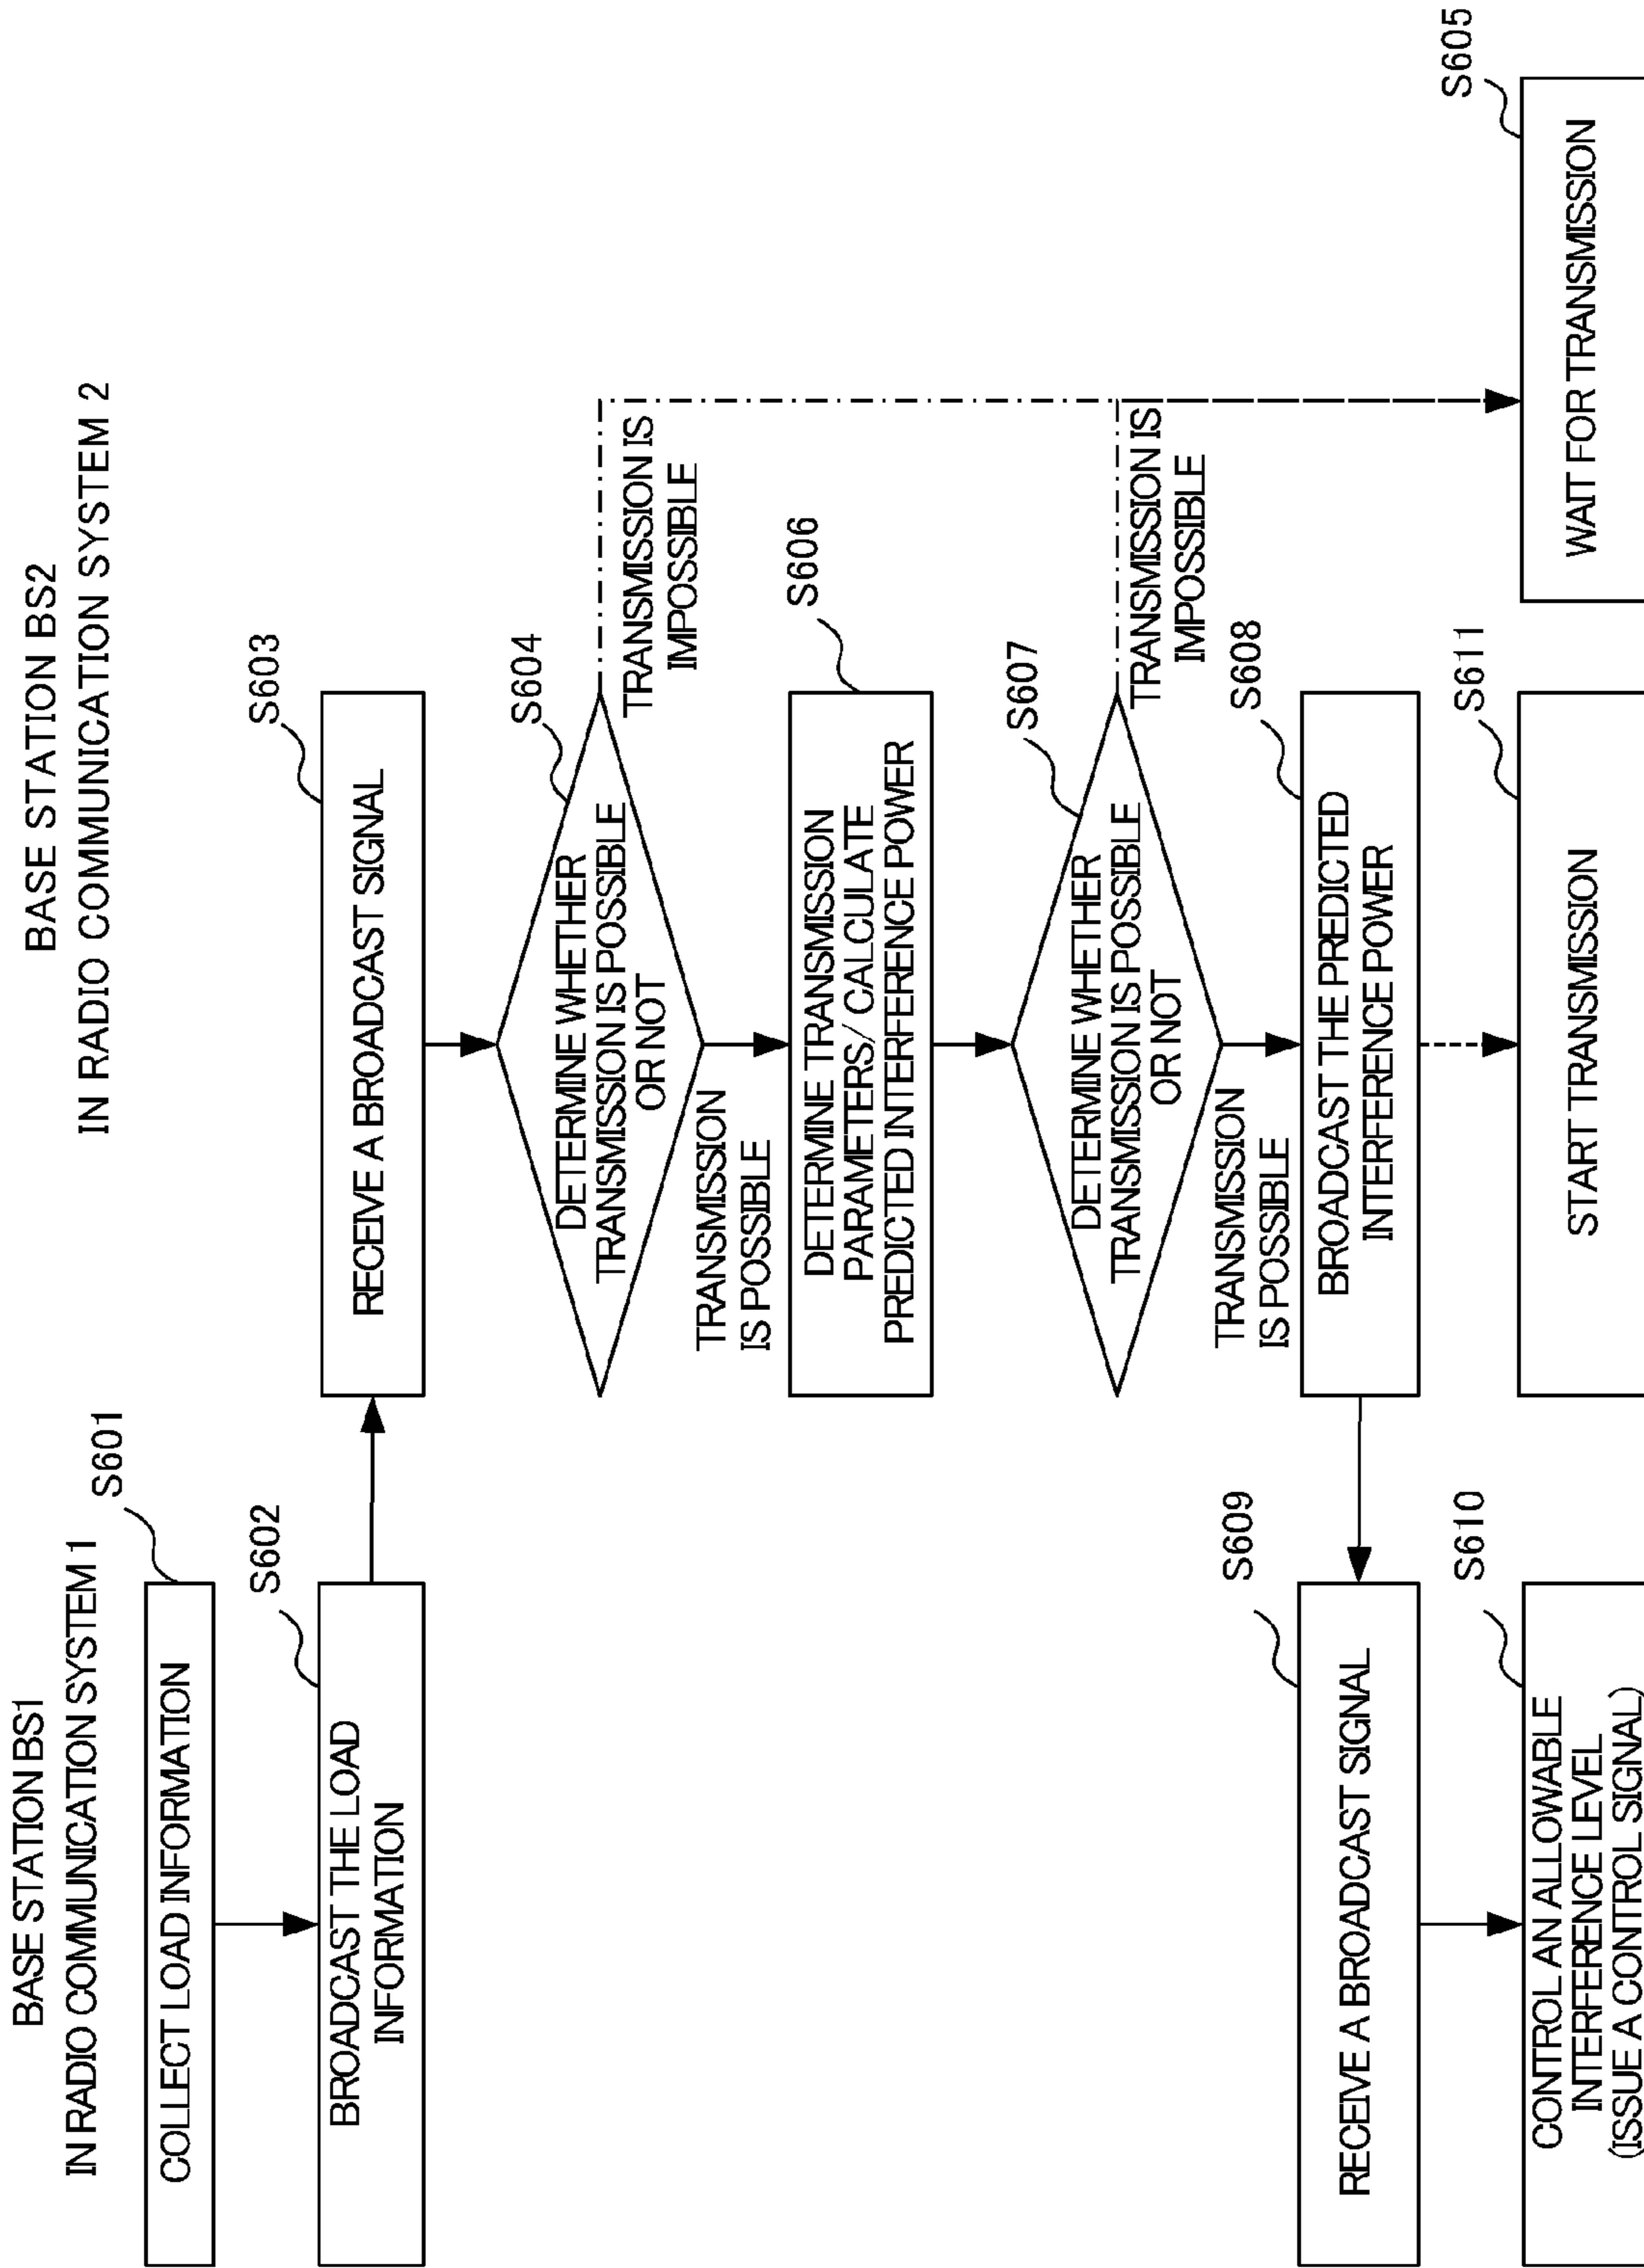 BASE STATION BS1
IN RADIO COMMUNICATION SYSTEM 1
BASE STATION BS2
IN RADIO COMMUNICATION SYSTEM 2
S601
COLLECT LOAD INFORMATION
S602
BROADCAST THE LOAD
INFORMATION
S603
RECEIVE A BROADCAST SIGNAL
S604
DETERMINE WHETHER
TRANSMISSION IS POSSIBLE
OR NOT
TRANSMISSION IS
IMPOSSIBLE
TRANSMISSION
IS POSSIBLE
S606
DETERMINE TRANSMISSION
PARAMETERS/ CALCULATE
PREDICTED INTERFERENCE POWER
S607
DETERMINE WHETHER
TRANSMISSION IS POSSIBLE
OR NOT
TRANSMISSION IS
IMPOSSIBLE
TRANSMISSION
IS POSSIBLE
S608
BROADCAST THE PREDICTED
INTERFERENCE POWER
S609
RECEIVE A BROADCAST SIGNAL
S610
CONTROL AN ALLOWABLE
INTERFERENCE LEVEL
(ISSUE A CONTROL SIGNAL)
S611
START TRANSMISSION
S605
WAIT FOR TRANSMISSION